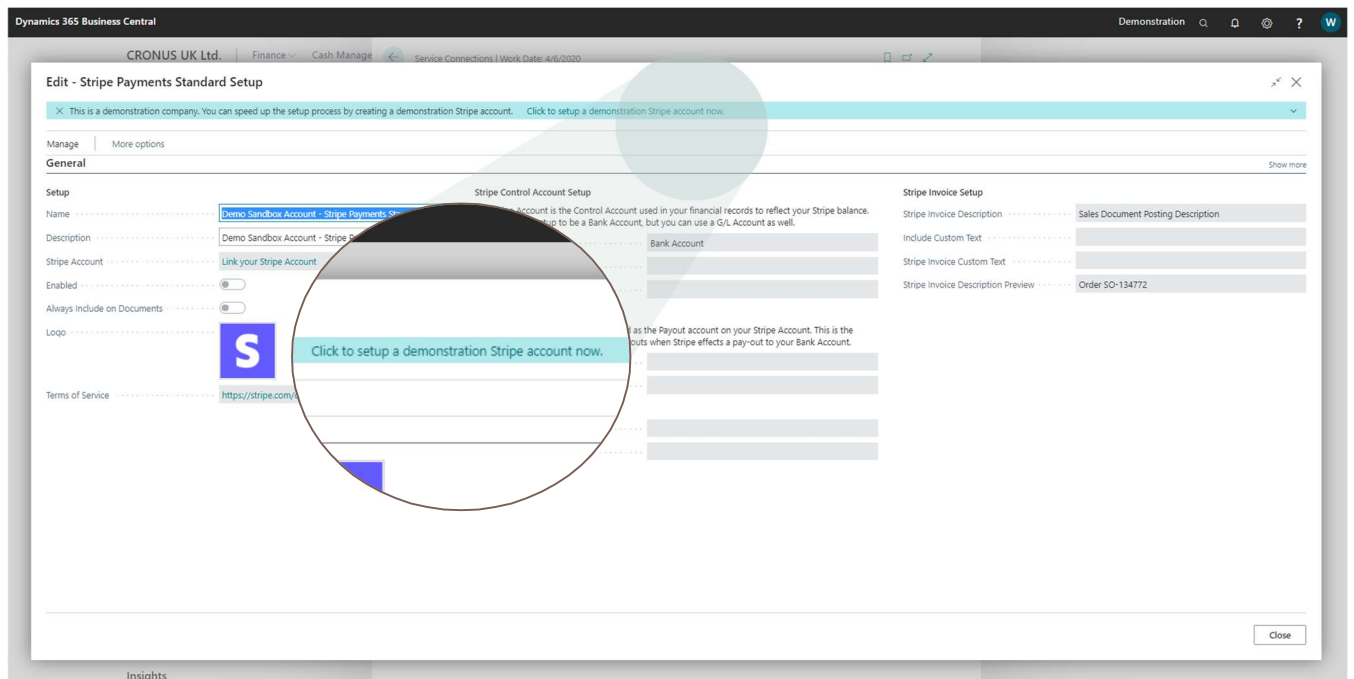 Dynamics 365 Business Central
Demonstration
?
W
CRONUS UK Ltd.
Finance
Cash Manage
Service Connections | Work Date: 4/6/2020
Edit - Stripe Payments Standard Setup
This is a demonstration company. You can speed up the setup process by creating a demonstration Stripe account. Click to setup a demonstration Stripe account now.
Manage
More options
General
Show more
Setup
Name
Demo Sandbox Account - Stripe Payments
Description
Demo Sandbox Account - Stripe
Stripe Account
Link your Stripe Account
Enabled
Always Include on Documents
Logo
S
Terms of Service
https://stripe.com/
Stripe Control Account Setup
Account is the Control Account used in your financial records to reflect your Stripe balance.
to be a Bank Account, but you can use a G/L Account as well.
Bank Account
as the Payout account on your Stripe Account. This is the
when Stripe effects a pay-out to your Bank Account.
Click to setup a demonstration Stripe account now.
Stripe Invoice Setup
Stripe Invoice Description
Sales Document Posting Description
Include Custom Text
Stripe Invoice Custom Text
Stripe Invoice Description Preview
Order SO-134772
Close
Insights